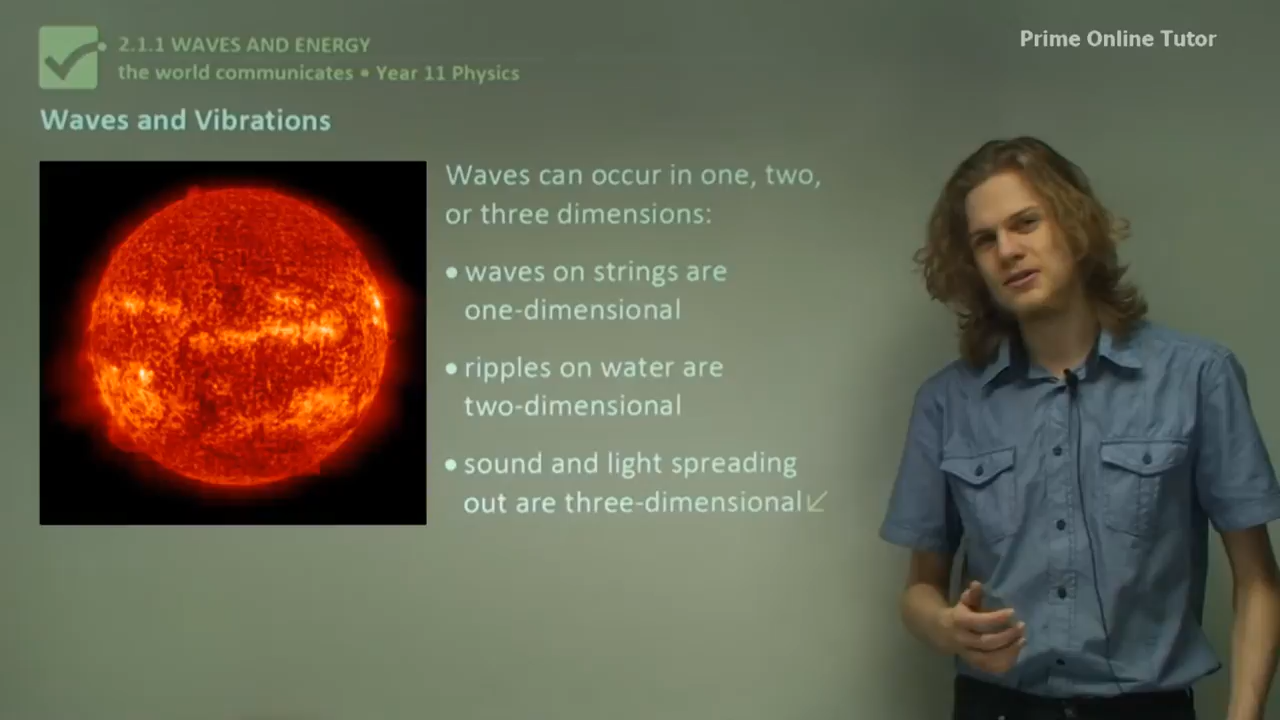 2.1.1 WAVES AND ENERGY
the world communicates • Year 11 Physics
Prime Online Tutor
Waves and Vibrations
Waves can occur in one, two,
or three dimensions:
• waves on strings are
one-dimensional
• ripples on water are
two-dimensional
• sound and light spreading
out are three-dimensional